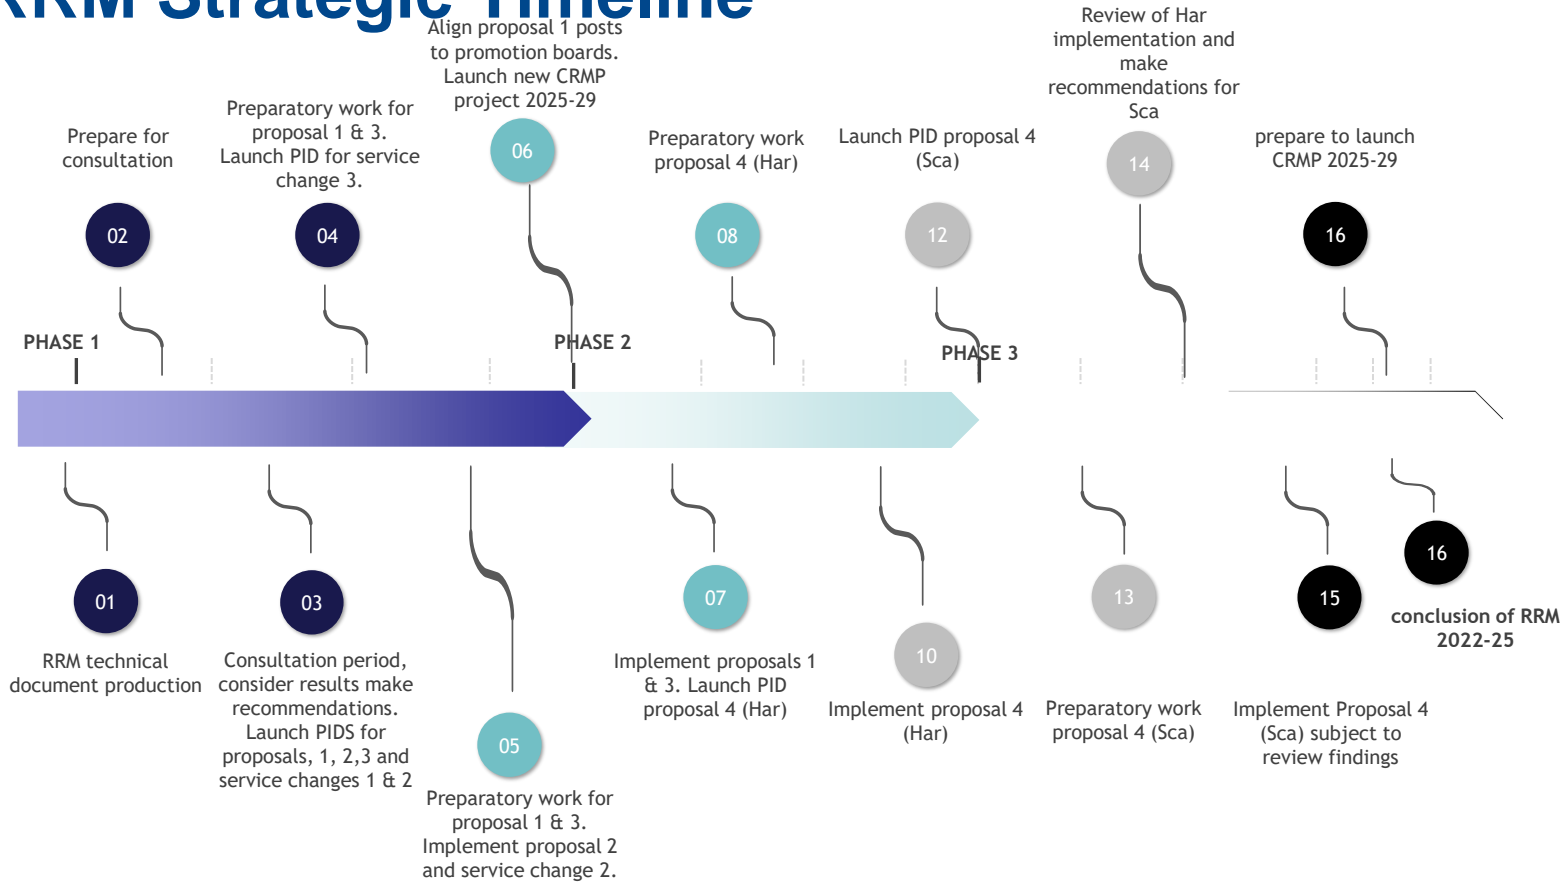 RRM Strategic Timeline
Align proposal 1 posts
to promotion boards.
Launch new CRMP
project 2025-29
Review of Har
implementation and
make
recommendations for
Sca
Prepare for
consultation
Preparatory work for
proposal 1 & 3.
Launch PID for service
change 3.
Preparatory work
proposal 4 (Har)
Launch PID proposal 4
(Sca)
prepare to launch
CRMP 2025-29
02
04
06
08
12
14
16
PHASE 1
PHASE 2
PHASE 3
01
03
05
07
10
13
15
16
RRM technical
document production
Consultation period,
consider results make
recommendations.
Launch PIDS for
proposals, 1, 2,3 and
service changes 1 & 2
Preparatory work for
proposal 1 & 3.
Implement proposal 2
and service change 2.
Implement proposals 1
& 3. Launch PID
proposal 4 (Har)
Implement proposal 4
(Har)
Preparatory work
proposal 4 (Sca)
Implement Proposal 4
(Sca) subject to
review findings
conclusion of RRM
2022-25